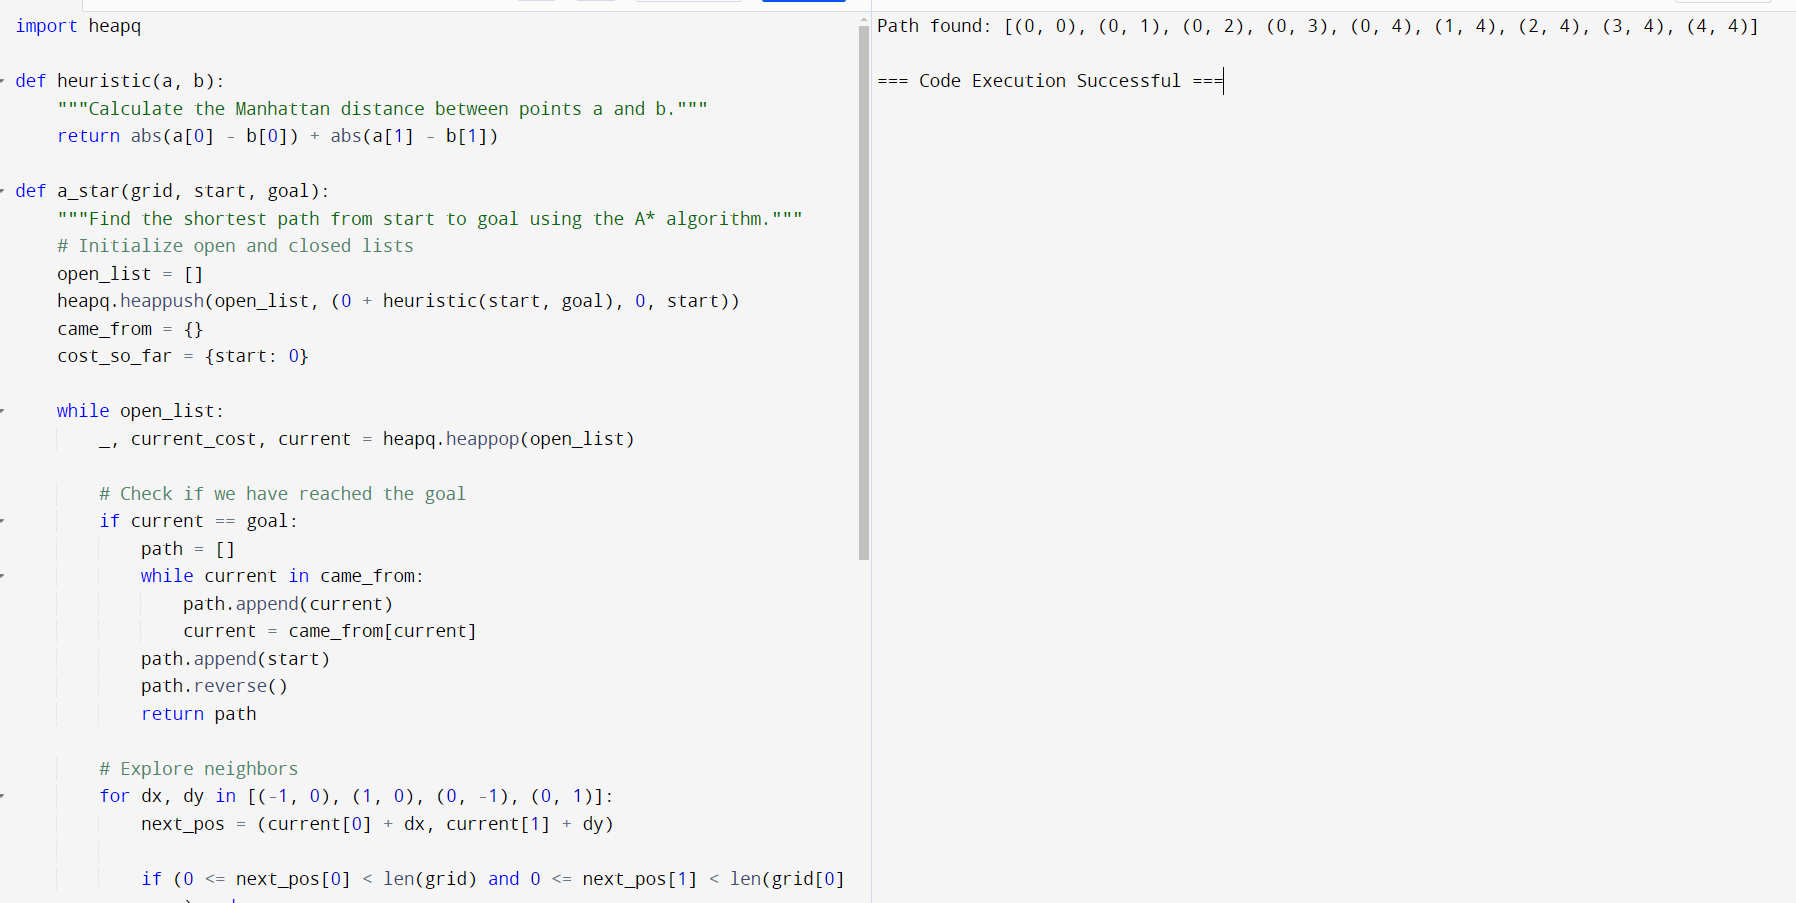 import heapq
def heuristic(a, b):
"""Calculate the Manhattan distance between points a and b."""
return abs(a[0] - b[0]) + abs(a[1] - b[1])
def a_star(grid, start, goal):
"""Find the shortest path from start to goal using the A* algorithm."""
# Initialize open and closed lists
open_list = []
heapq.heappush(open_list, (0 + heuristic(start, goal), 0, start))
came_from = {}
cost_so_far = {start: 0}
while open_list:
_, current_cost, current = heapq.heappop(open_list)
# Check if we have reached the goal
if current == goal:
path = []
while current in came_from:
path.append(current)
current = came_from[current]
path.append(start)
path.reverse()
return path
# Explore neighbors
for dx, dy in [(-1, 0), (1, 0), (0, -1), (0, 1)]:
next_pos = (current[0] + dx, current[1] + dy)
if (0 <= next_pos[0] < len(grid) and 0 <= next_pos[1] < len(grid[0]
Path found: [(0, 0), (0, 1), (0, 2), (0, 3), (0, 4), (1, 4), (2, 4), (3, 4), (4, 4)]
=== Code Execution Successful ===